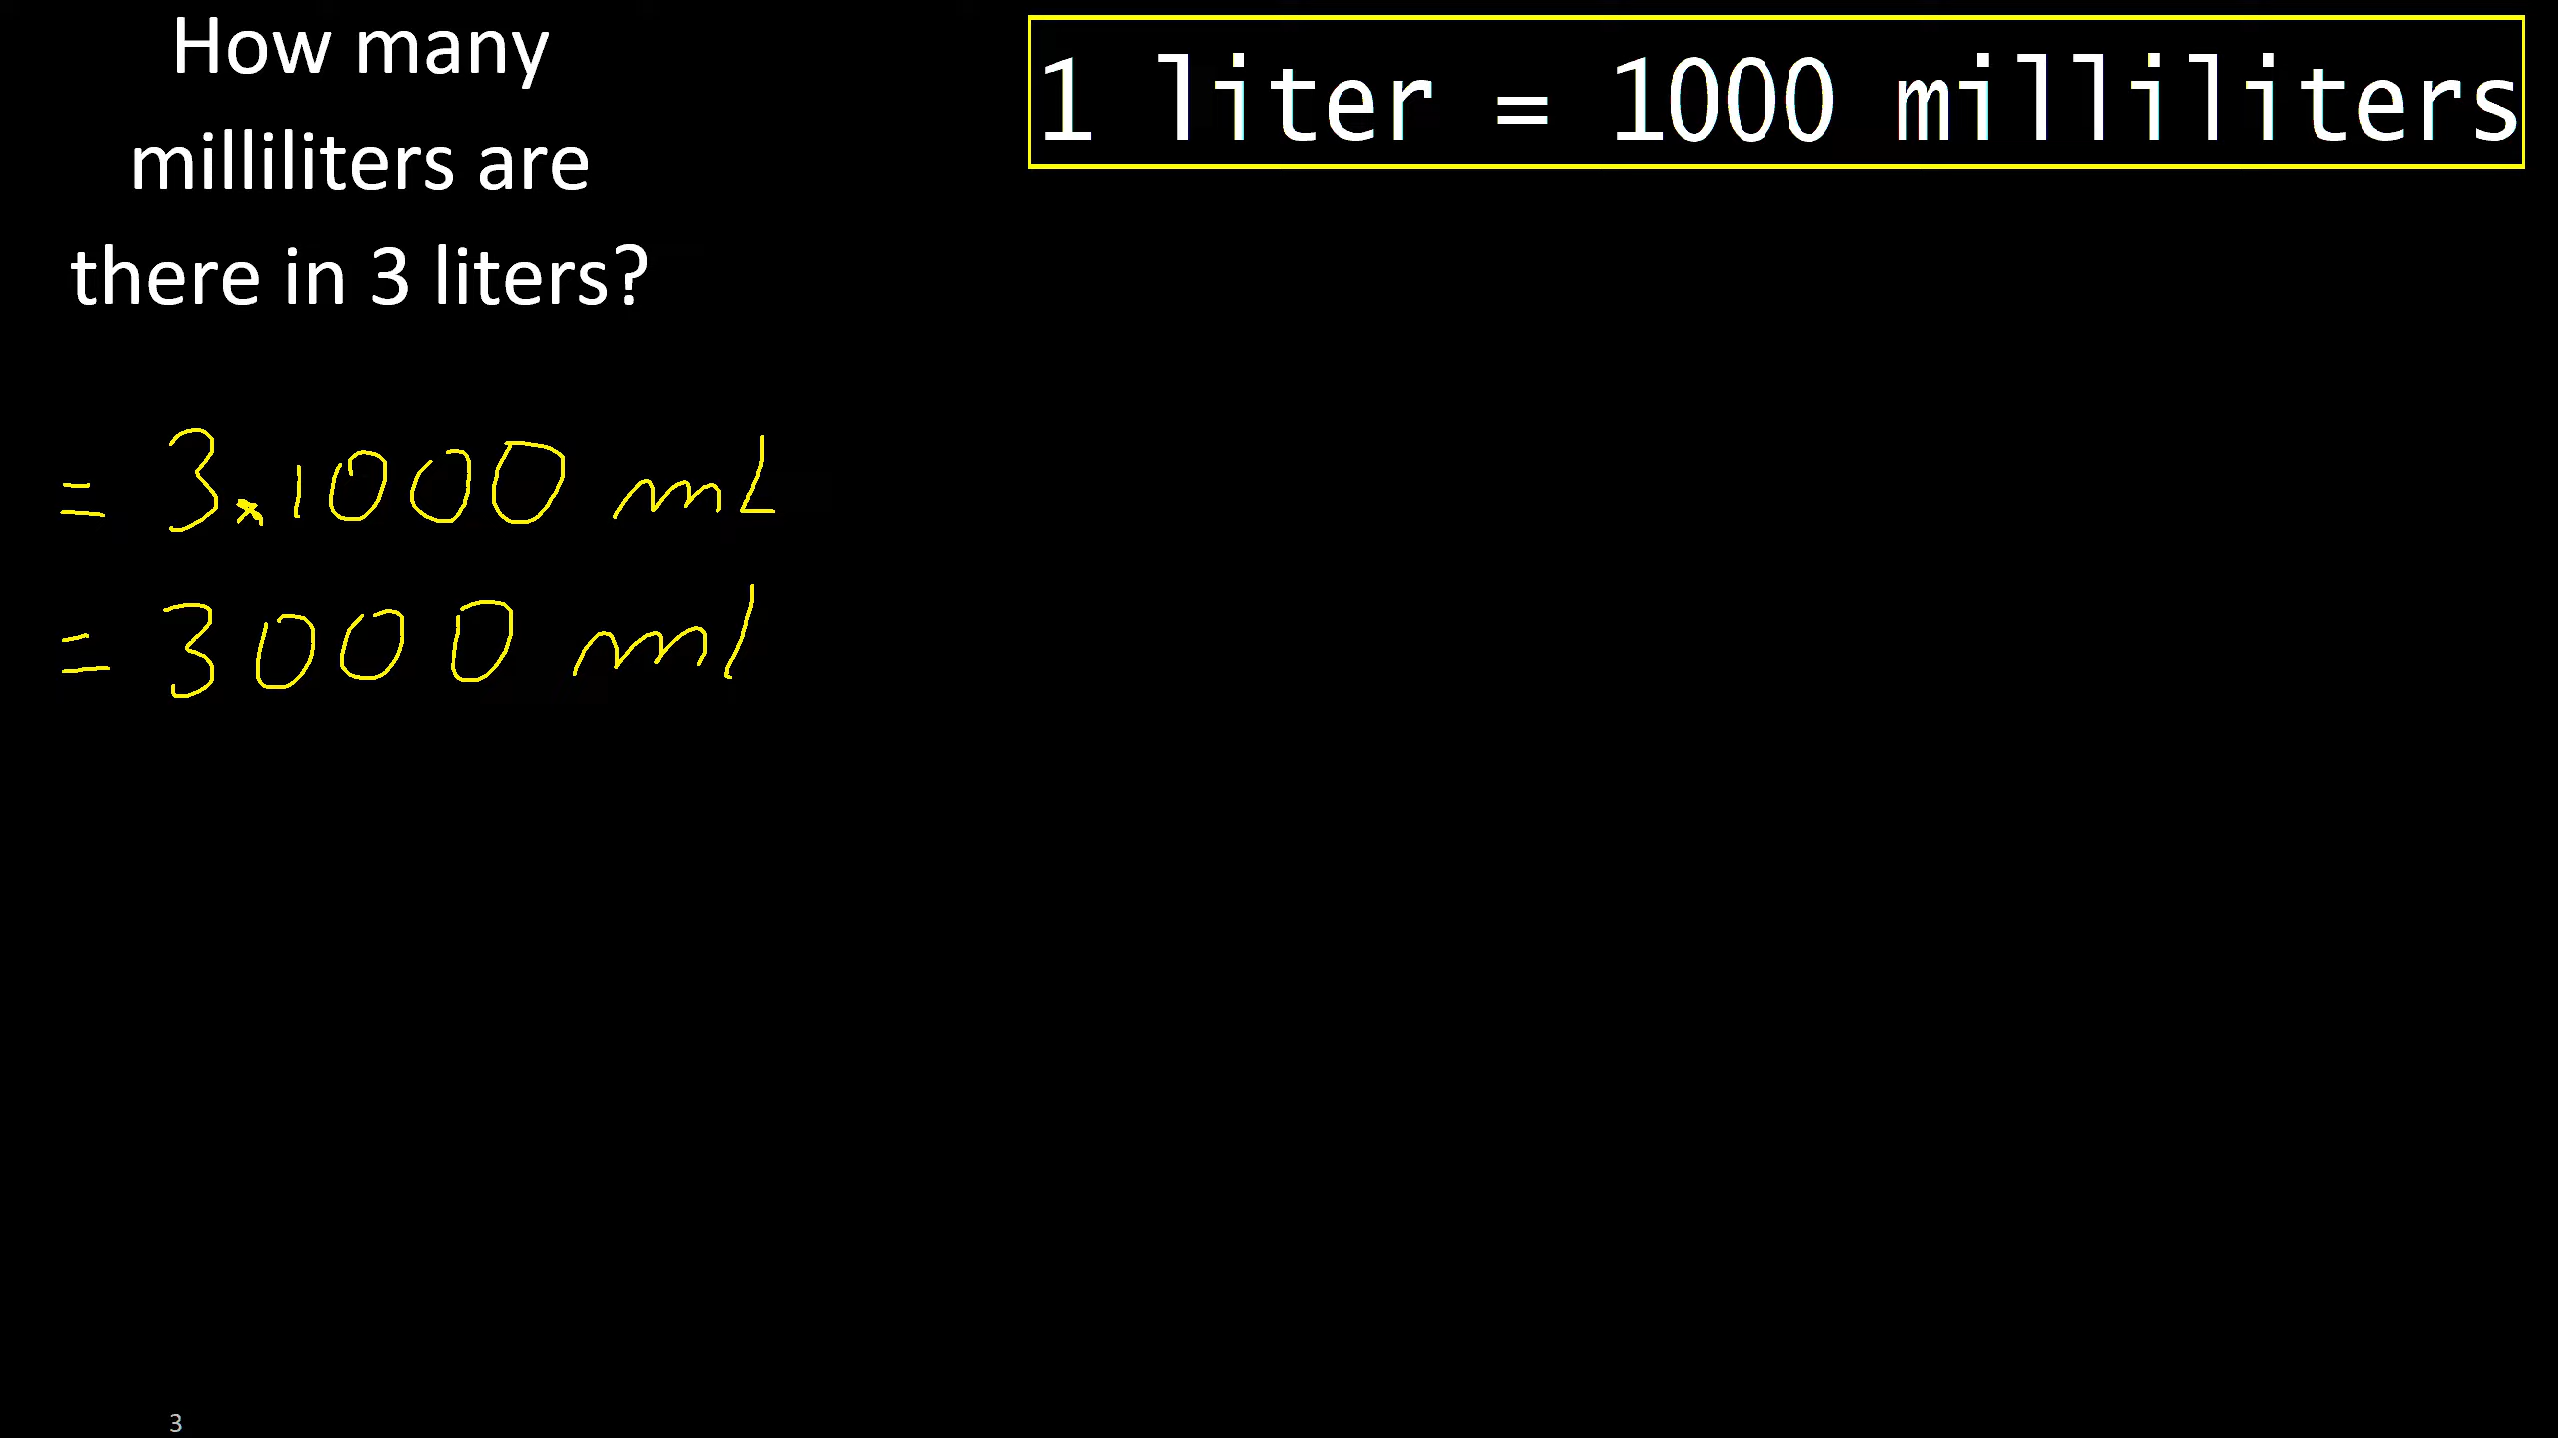 How many
milliliters are
there in 3 liters?
1 liter = 1000 milliliters
= 3 × 1000 mL
= 3000 ml
3